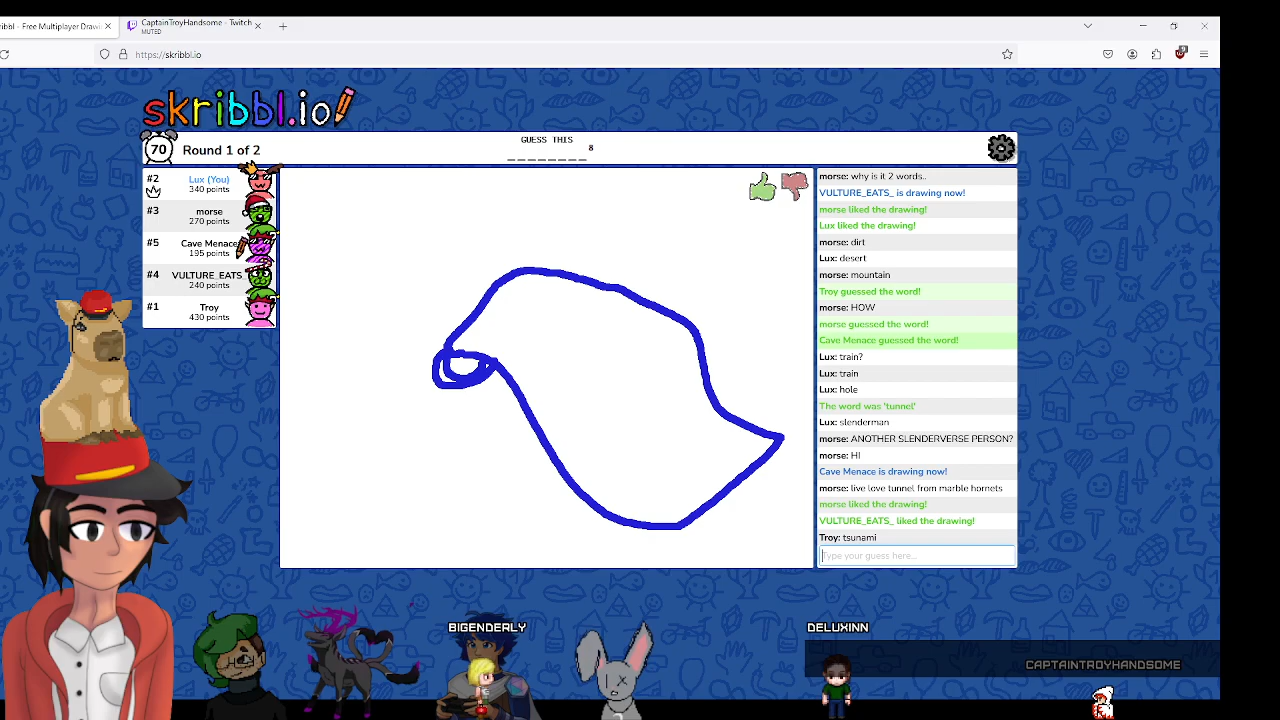 ribbl - Free Multiplayer Drawi
CaptainTroyHandsome - Twitch
MUTED
https://skribbl.io
skribbl.io
70
Round 1 of 2
GUESS THIS
________ 8
#2
Lux (You)
340 points
#3
morse
270 points
#5
Cave Menace
195 points
#4
VULTURE_EATS
240 points
#1
Troy
430 points
morse: why is it 2 words..
VULTURE_EATS_ is drawing now!
morse liked the drawing!
Lux liked the drawing!
morse: dirt
Lux: desert
morse: mountain
Troy guessed the word!
morse: HOW
morse guessed the word!
Cave Menace guessed the word!
Lux: train?
Lux: train
Lux: hole
The word was 'tunnel'
Lux: slenderman
morse: ANOTHER SLENDERVERSE PERSON?
morse: HI
Cave Menace is drawing now!
morse: live love tunnel from marble hornets
morse liked the drawing!
VULTURE_EATS_ liked the drawing!
Troy: tsunami
Type your guess here...
BIGENDERLY
DELUXINN
CAPTAINTROYHANDSOME